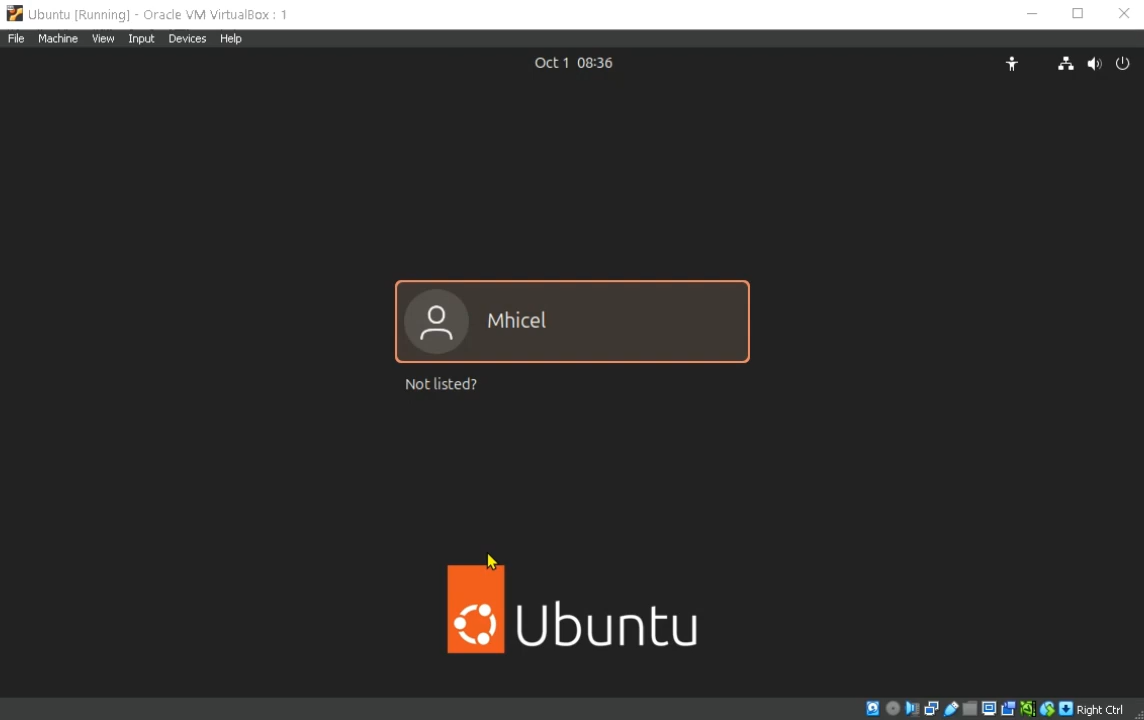 Ubuntu [Running] - Oracle VM VirtualBox : 1
File Machine View Input Devices Help
Oct 1 08:36
Mhicel
Not listed?
Ubuntu
Right Ctrl